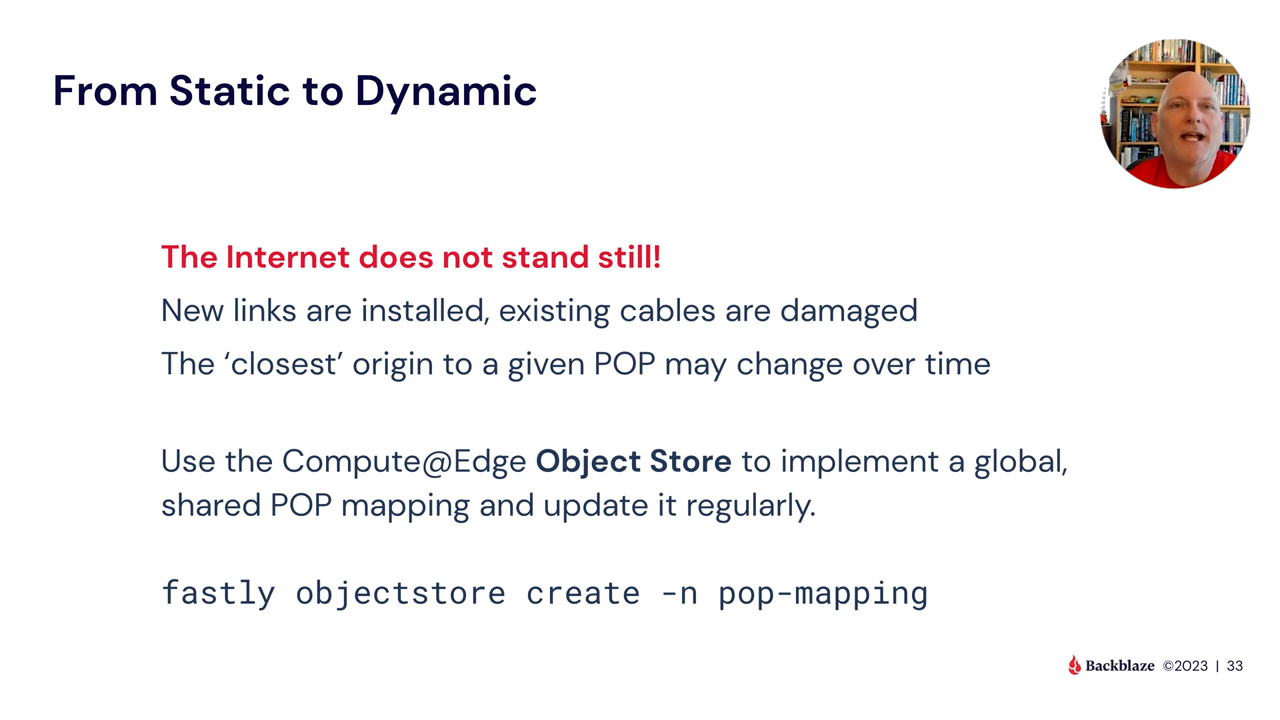 From Static to Dynamic
The Internet does not stand still!
New links are installed, existing cables are damaged
The ‘closest’ origin to a given POP may change over time
Use the Compute@Edge Object Store to implement a global,
shared POP mapping and update it regularly.
fastly objectstore create -n pop-mapping
Backblaze ©2023 | 33